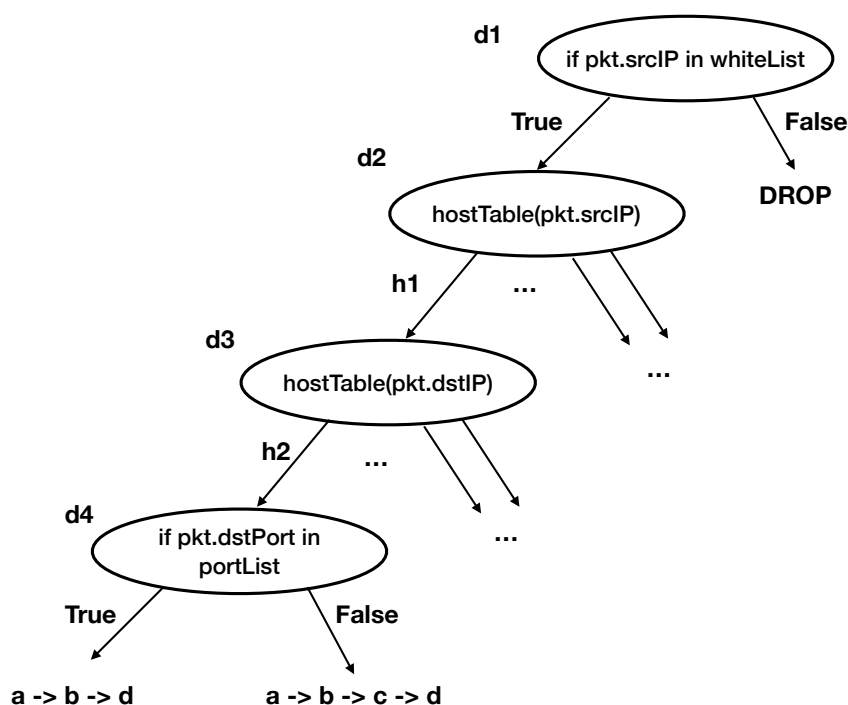 d1
if pkt.srcIP in whiteList
True
False
d2
DROP
hostTable(pkt.srcIP)
h1
...
d3
...
hostTable(pkt.dstIP)
h2
...
d4
...
if pkt.dstPort in
portList
True
False
a -> b -> d
a -> b -> c -> d